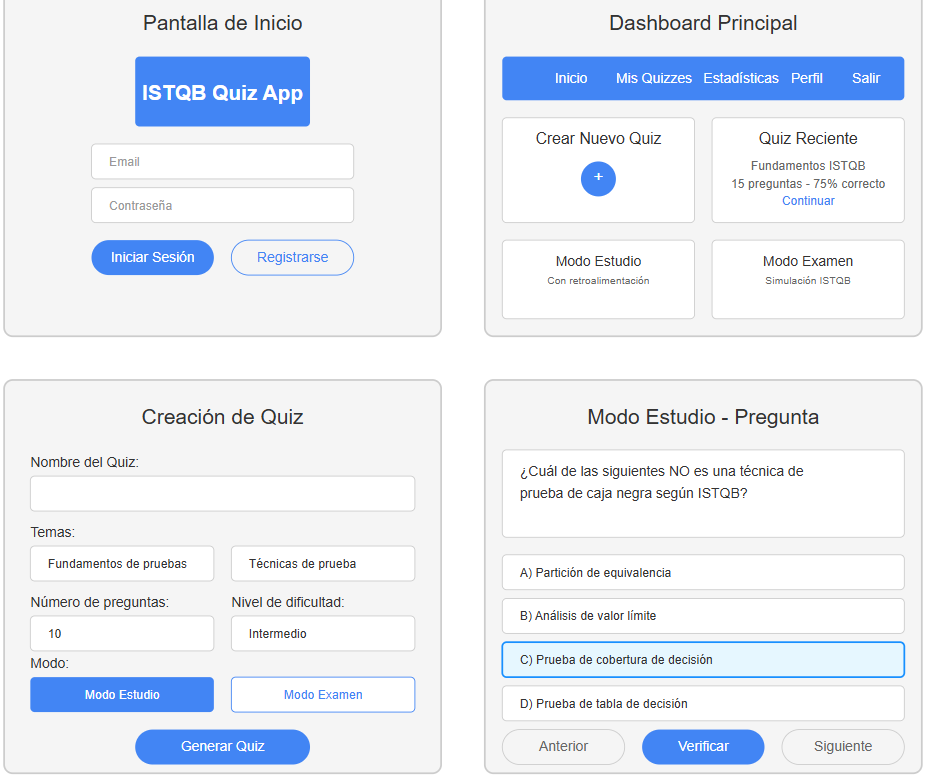 Pantalla de Inicio
ISTQB Quiz App
Email
Contraseña
Iniciar Sesión
Registrarse
Dashboard Principal
Inicio
Mis Quizzes
Estadísticas
Perfil
Salir
Crear Nuevo Quiz
+
Quiz Reciente
Fundamentos ISTQB
15 preguntas - 75% correcto
Continuar
Modo Estudio
Con retroalimentación
Modo Examen
Simulación ISTQB
Creación de Quiz
Nombre del Quiz:
Temas:
Fundamentos de pruebas
Técnicas de prueba
Número de preguntas:
Nivel de dificultad:
10
Intermedio
Modo:
Modo Estudio
Modo Examen
Generar Quiz
Modo Estudio - Pregunta
¿Cuál de las siguientes NO es una técnica de
prueba de caja negra según ISTQB?
A) Partición de equivalencia
B) Análisis de valor límite
C) Prueba de cobertura de decisión
D) Prueba de tabla de decisión
Anterior
Verificar
Siguiente